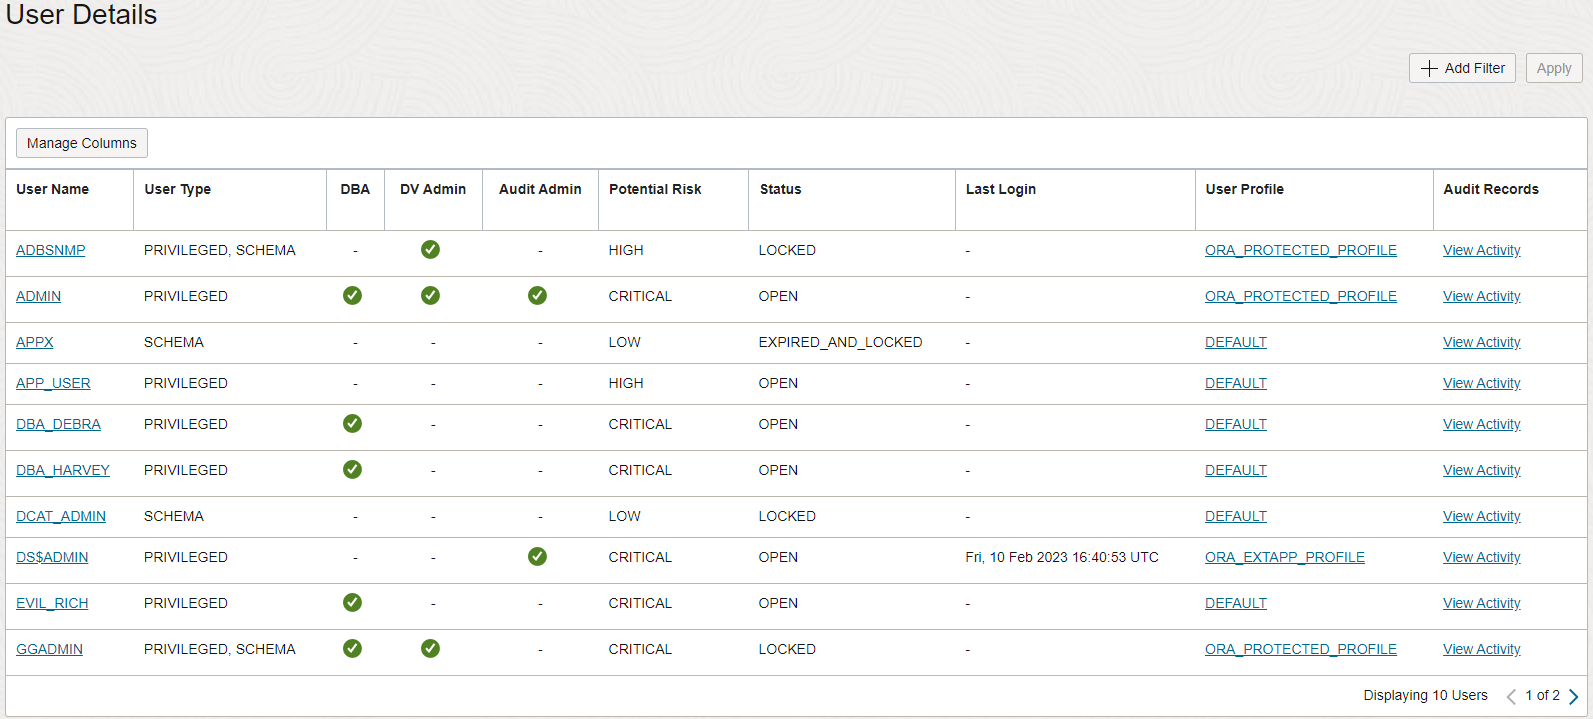 User Details
Add Filter Apply
Manage Columns
User Name User Type DBA DV Admin Audit Admin Potential Risk Status Last Login User Profile Audit Records
ADBSNMP PRIVILEGED, SCHEMA - - HIGH LOCKED - ORA_PROTECTED_PROFILE View Activity
ADMIN PRIVILEGED CRITICAL OPEN - ORA_PROTECTED_PROFILE View Activity
APPX SCHEMA - - - LOW EXPIRED_AND_LOCKED - DEFAULT View Activity
APP_USER PRIVILEGED - - - HIGH OPEN - DEFAULT View Activity
DBA_DEBRA PRIVILEGED - - CRITICAL OPEN - DEFAULT View Activity
DBA_HARVEY PRIVILEGED - - CRITICAL OPEN - DEFAULT View Activity
DCAT_ADMIN SCHEMA - - - LOW LOCKED - DEFAULT View Activity
DS$ADMIN PRIVILEGED - - CRITICAL OPEN Fri, 10 Feb 2023 16:40:53 UTC ORA_EXTAPP_PROFILE View Activity
EVIL_RICH PRIVILEGED - - CRITICAL OPEN - DEFAULT View Activity
GGADMIN PRIVILEGED, SCHEMA - CRITICAL LOCKED - ORA_PROTECTED_PROFILE View Activity
Displaying 10 Users 1 of 2